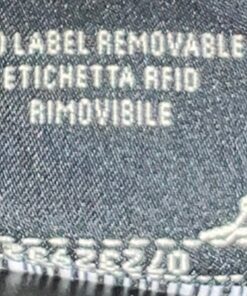 LABEL REMOVABLE
ETICHETTA RFID
RIMOVIBILE